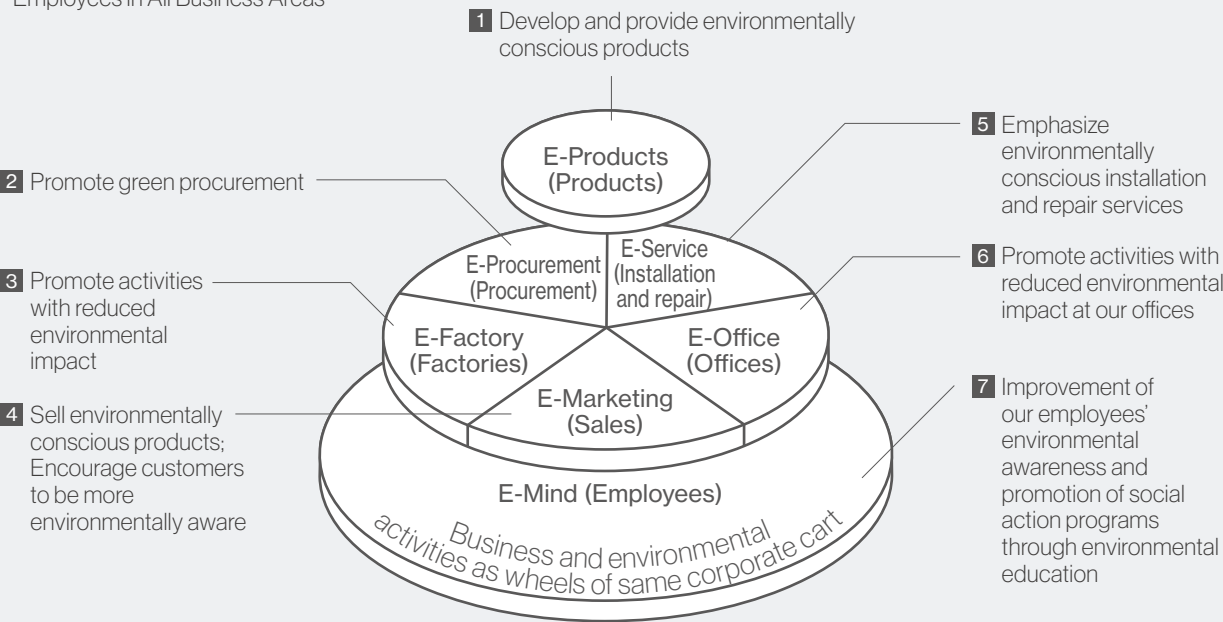 Employees in All Business Areas
1 Develop and provide environmentally
conscious products
E-Products
(Products)
2 Promote green procurement
3 Promote activities
with reduced
environmental
impact
4 Sell environmentally
conscious products;
Encourage customers
to be more
environmentally aware
E-Procurement
(Procurement)
E-Service
(Installation
and repair)
E-Factory
(Factories)
E-Office
(Offices)
E-Marketing
(Sales)
E-Mind (Employees)
Business and environmental
activities as wheels of same corporate cart
5 Emphasize
environmentally
conscious installation
and repair services
6 Promote activities with
reduced environmental
impact at our offices
7 Improvement of
our employees’
environmental
awareness and
promotion of social
action programs
through environmental
education